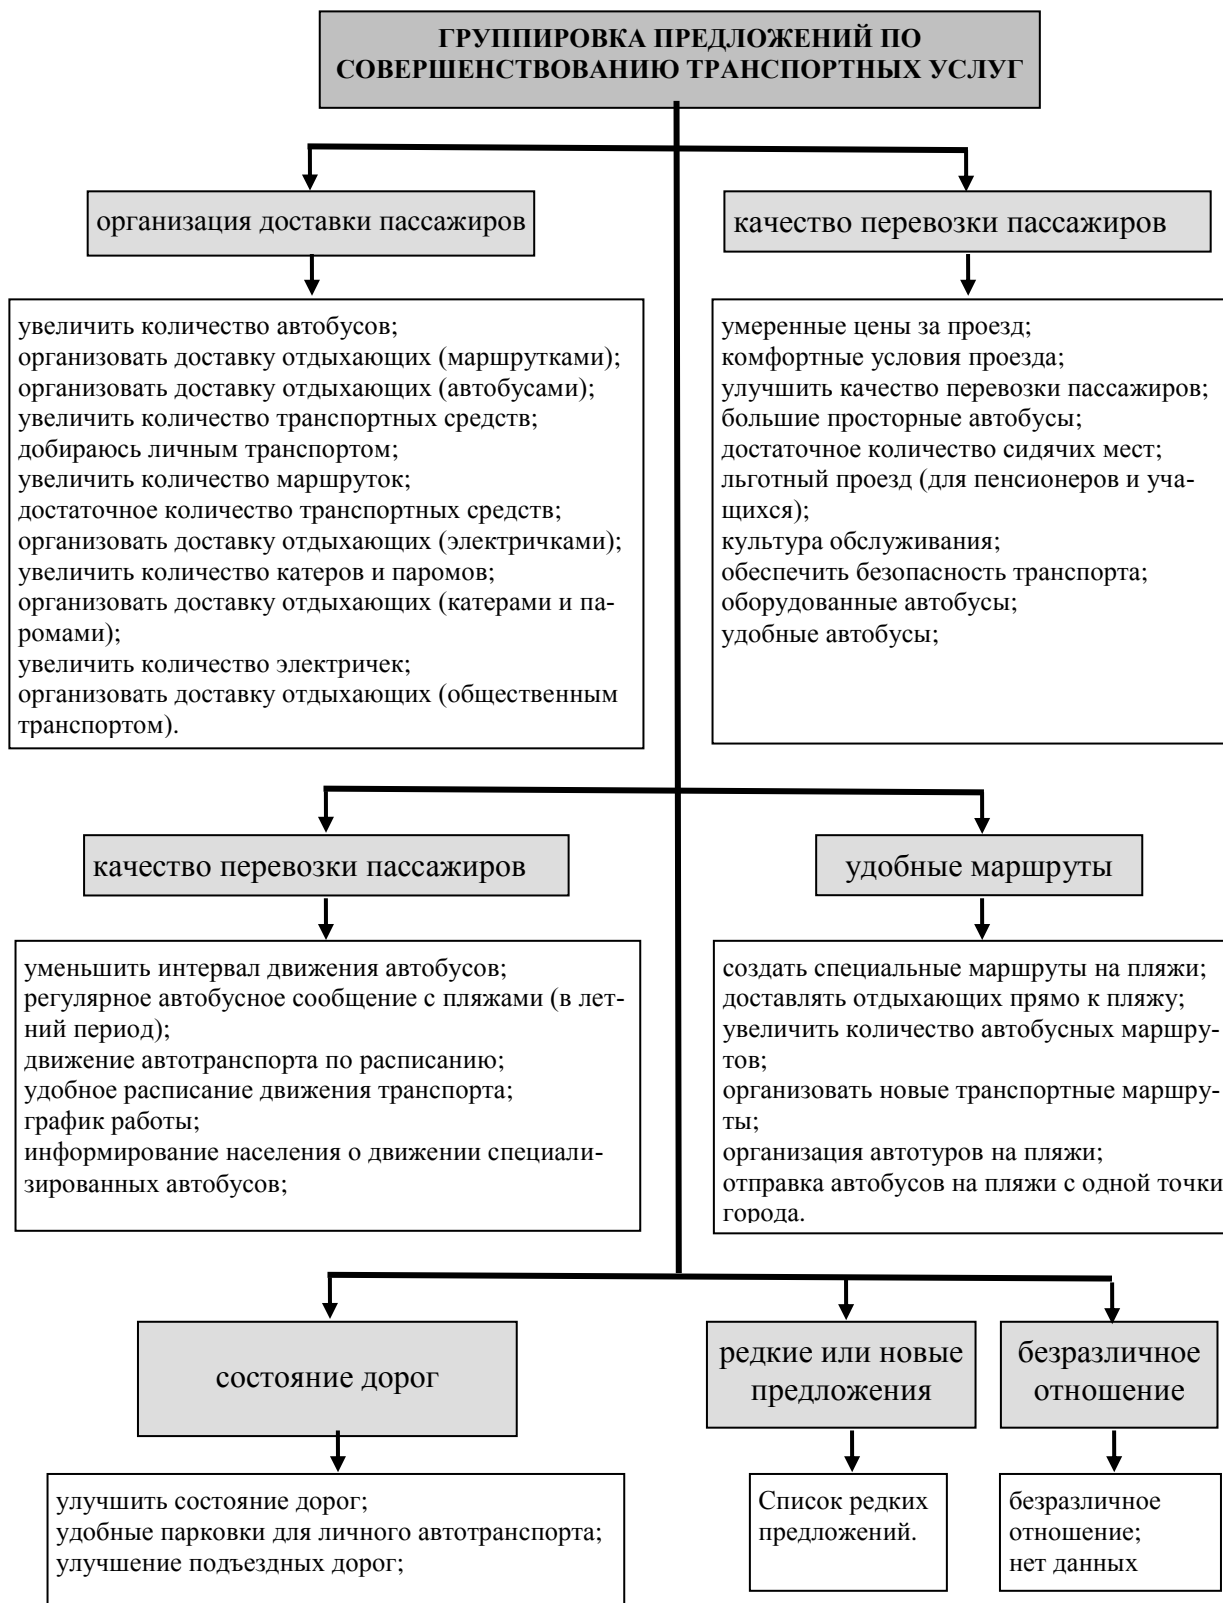 ГРУППИРОВКА ПРЕДЛОЖЕНИЙ ПО
СОВЕРШЕНСТВОВАНИЮ ТРАНСПОРТНЫХ УСЛУГ
организация доставки пассажиров
качество перевозки пассажиров
увеличить количество автобусов;
организовать доставку отдыхающих (маршрутками);
организовать доставку отдыхающих (автобусами);
увеличить количество транспортных средств;
добираюсь личным транспортом;
увеличить количество маршруток;
достаточное количество транспортных средств;
организовать доставку отдыхающих (электричками);
увеличить количество катеров и паромов;
организовать доставку отдыхающих (катерами и па-
ромами);
увеличить количество электричек;
организовать доставку отдыхающих (общественным
транспортом).
умеренные цены за проезд;
комфортные условия проезда;
улучшить качество перевозки пассажиров;
большие просторные автобусы;
достаточное количество сидячих мест;
льготный проезд (для пенсионеров и уча-
щихся);
культура обслуживания;
обеспечить безопасность транспорта;
оборудованные автобусы;
удобные автобусы;
качество перевозки пассажиров
удобные маршруты
уменьшить интервал движения автобусов;
регулярное автобусное сообщение с пляжами (в лет-
ний период);
движение автотранспорта по расписанию;
удобное расписание движения транспорта;
график работы;
информирование населения о движении специали-
зированных автобусов;
создать специальные маршруты на пляжи;
доставлять отдыхающих прямо к пляжу;
увеличить количество автобусных маршру-
тов;
организовать новые транспортные маршру-
ты;
организация автотуров на пляжи;
отправка автобусов на пляжи с одной точки
города.
состояние дорог
редкие или новые
предложения
безразличное
отношение
улучшить состояние дорог;
удобные парковки для личного автотранспорта;
улучшение подъездных дорог;
Список редких
предложений.
безразличное
отношение;
нет данных